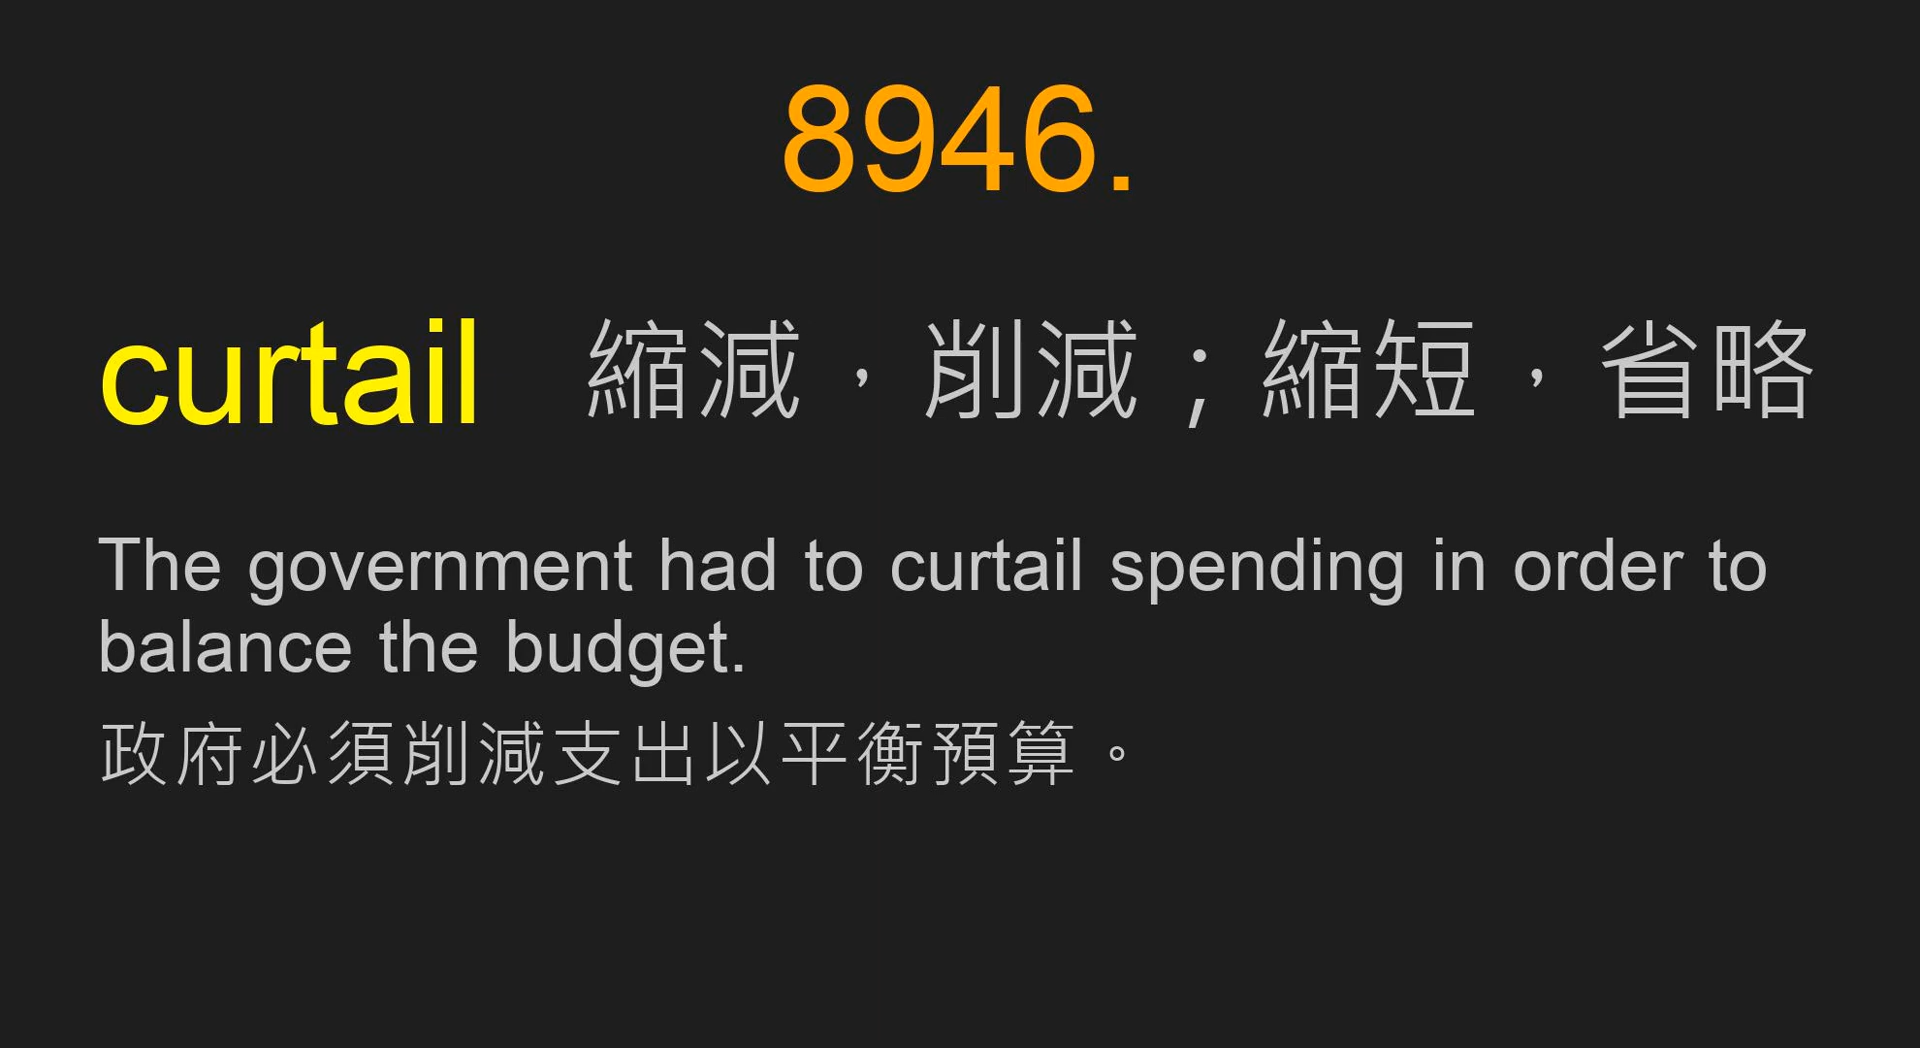 8946.
curtail 縮減，削減；縮短，省略
The government had to curtail spending in order to
balance the budget.
政府必須削減支出以平衡預算。